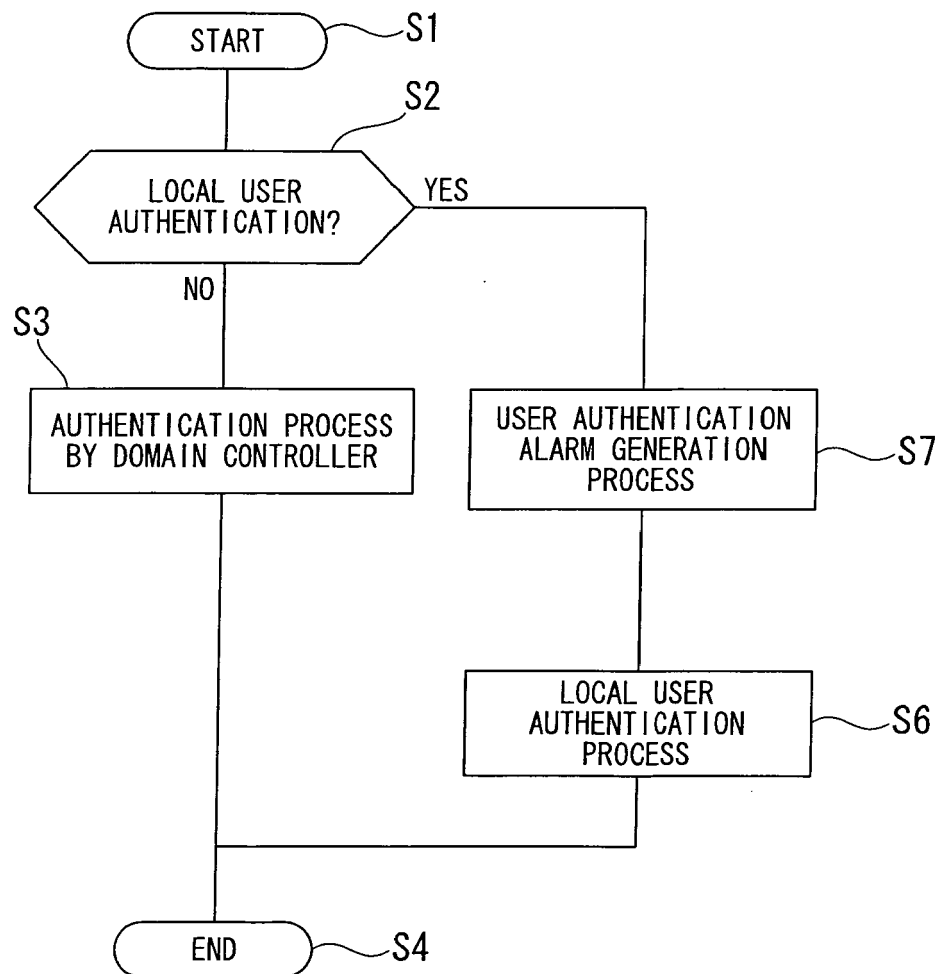 START
S1
S2
LOCAL USER
AUTHENTICATION?
YES
NO
S3
AUTHENTICATION PROCESS
BY DOMAIN CONTROLLER
USER AUTHENTICATION
ALARM GENERATION
PROCESS
S7
LOCAL USER
AUTHENTICATION
PROCESS
S6
END
S4